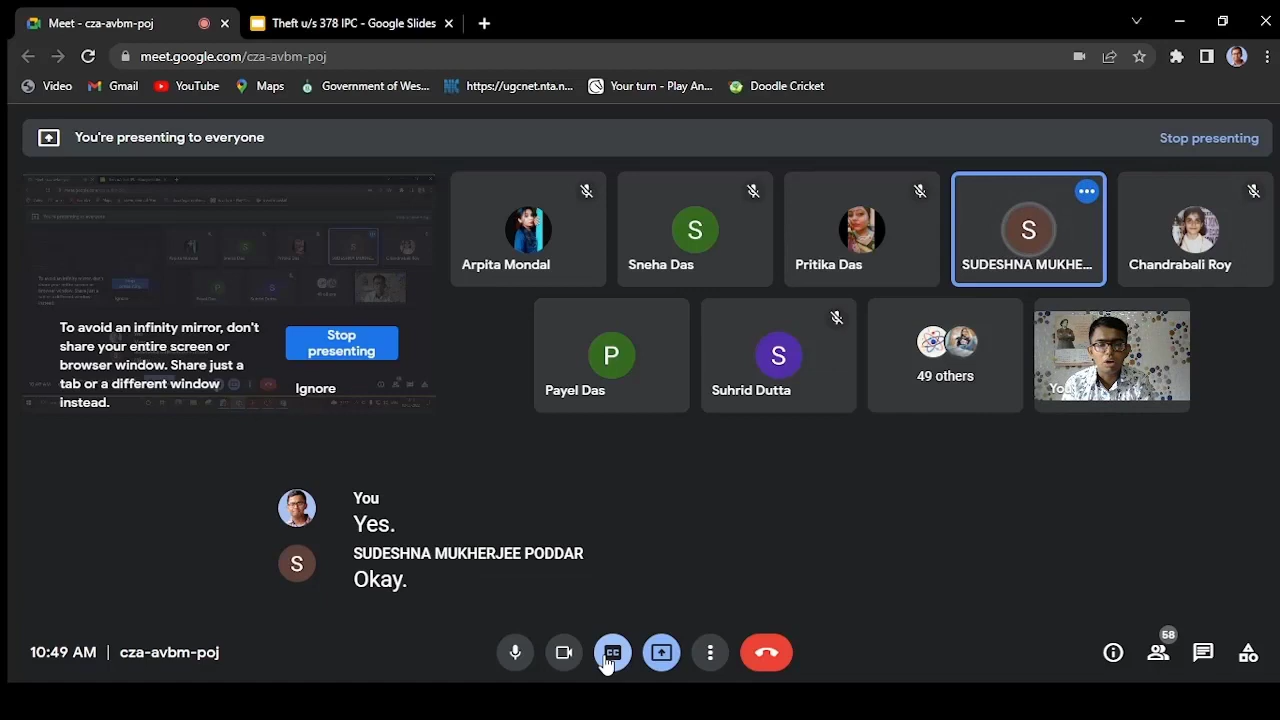 Meet - cza-avbm-poj
Theft u/s 378 IPC - Google Slides
meet.google.com/cza-avbm-poj
Video
Gmail
YouTube
Maps
Government of Wes...
NIC
https://ugcnet.nta.n...
Your turn - Play An...
Doodle Cricket
You're presenting to everyone
Stop presenting
To avoid an infinity mirror, don't
share your entire screen or
browser window. Share just a
tab or a different window
instead.
Stop
presenting
Ignore
Arpita Mondal
S
Sneha Das
Pritika Das
S
SUDESHNA MUKHE...
Chandrabali Roy
P
Payel Das
S
Suhrid Dutta
49 others
You
You
Yes.
S
SUDESHNA MUKHERJEE PODDAR
Okay.
10:49 AM | cza-avbm-poj
CC
58